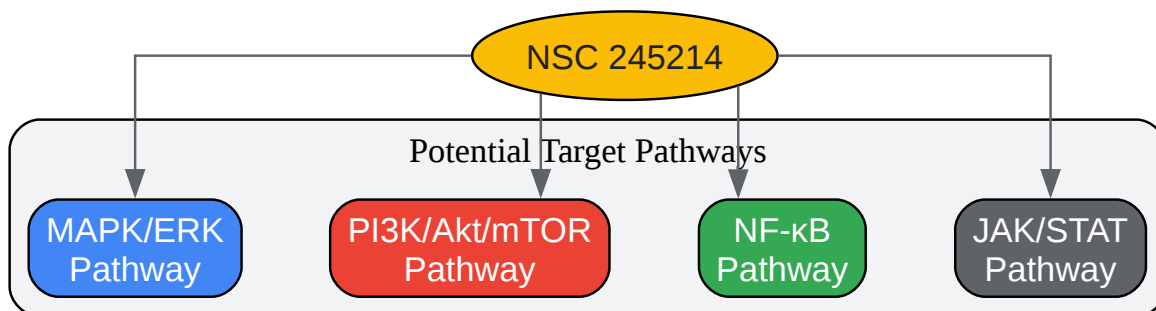 NSC 245214
Potential Target Pathways
MAPK/ERK
Pathway
PI3K/Akt/mTOR
Pathway
NF-κB
Pathway
JAK/STAT
Pathway